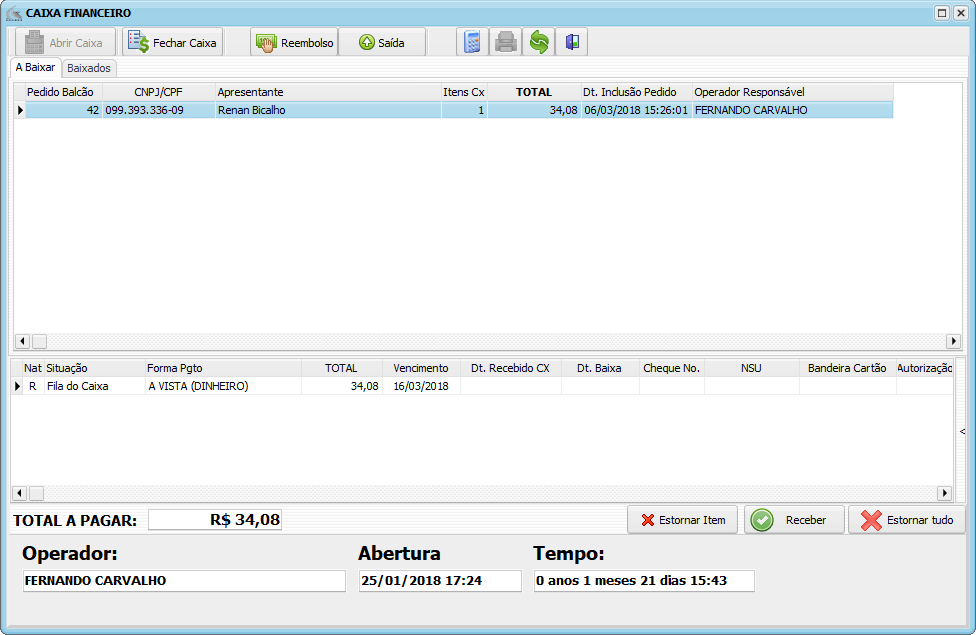 CAIXA FINANCEIRO
Abrir Caixa Fechar Caixa Reembolso Saída
A Baixar Baixados
Pedido Balcão CNPJ/CPF Apresentante Itens Cx TOTAL Dt. Inclusão Pedido Operador Responsável
42 099.393.336-09 Renan Bicalho 1 34,08 06/03/2018 15:26:01 FERNANDO CARVALHO
Nat Situação Forma Pgto TOTAL Vencimento Dt. Recebido CX Dt. Baixa Cheque No. NSU Bandeira Cartão Autorização
R Fila do Caixa A VISTA (DINHEIRO) 34,08 16/03/2018
<
TOTAL A PAGAR: R$ 34,08 Estornar Item Receber Estornar tudo
Operador: Abertura Tempo:
FERNANDO CARVALHO 25/01/2018 17:24 0 anos 1 meses 21 dias 15:43